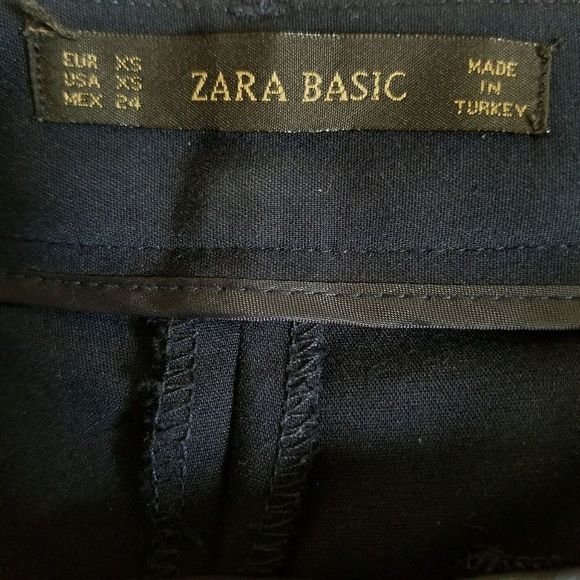 EUR XS
USA XS
MEX 24
ZARA BASIC
MADE
IN
TURKEY